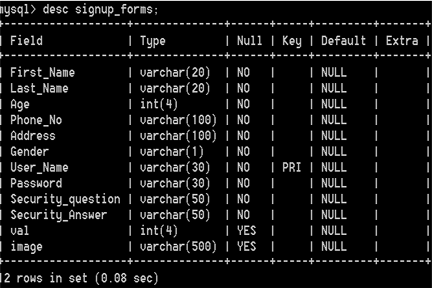 mysql> desc signup_forms;
| Field | Type | Null | Key | Default | Extra |
| First_Name | varchar(20) | NO | | NULL | |
| Last_Name | varchar(20) | NO | | NULL | |
| Age | int(4) | NO | | NULL | |
| Phone_No | varchar(100) | NO | | NULL | |
| Address | varchar(100) | NO | | NULL | |
| Gender | varchar(1) | NO | | NULL | |
| User_Name | varchar(30) | NO | PRI | NULL | |
| Password | varchar(30) | NO | | NULL | |
| Security_question | varchar(50) | NO | | NULL | |
| Security_Answer | varchar(50) | NO | | NULL | |
| val | int(4) | YES | | NULL | |
| image | varchar(500) | YES | | NULL | |
12 rows in set (0.08 sec)